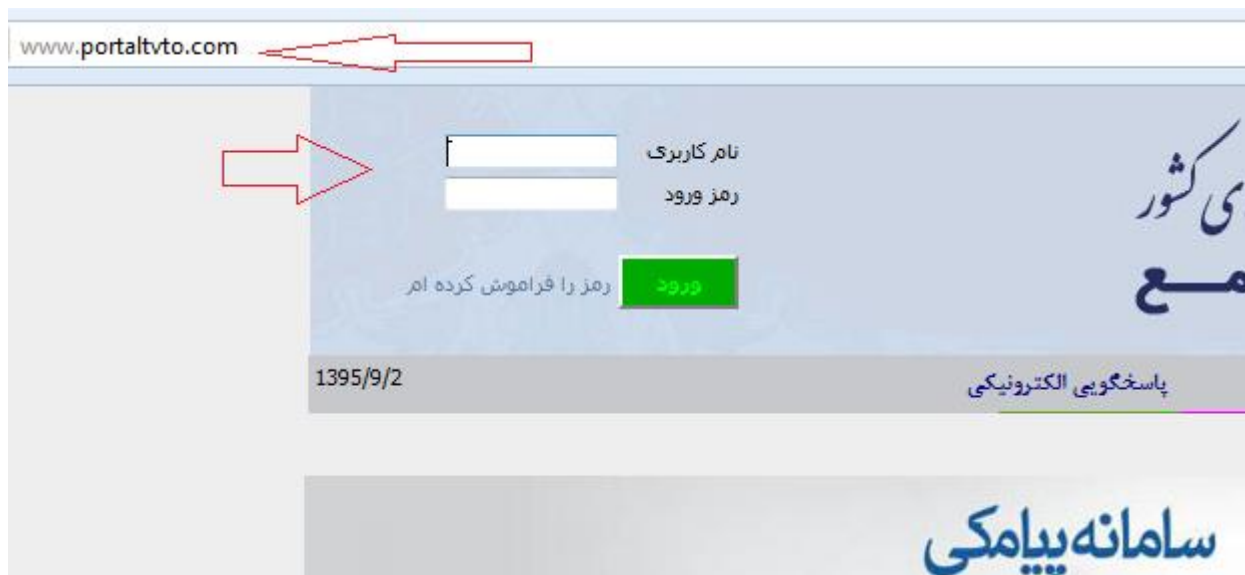 www.portaltvto.com
نام کاربری
رمز ورود
ی کشور
ورود
رمز را فراموش کرده ام
پاسخگویی الکترونیکی
1395/9/2
سامانه پیامکی